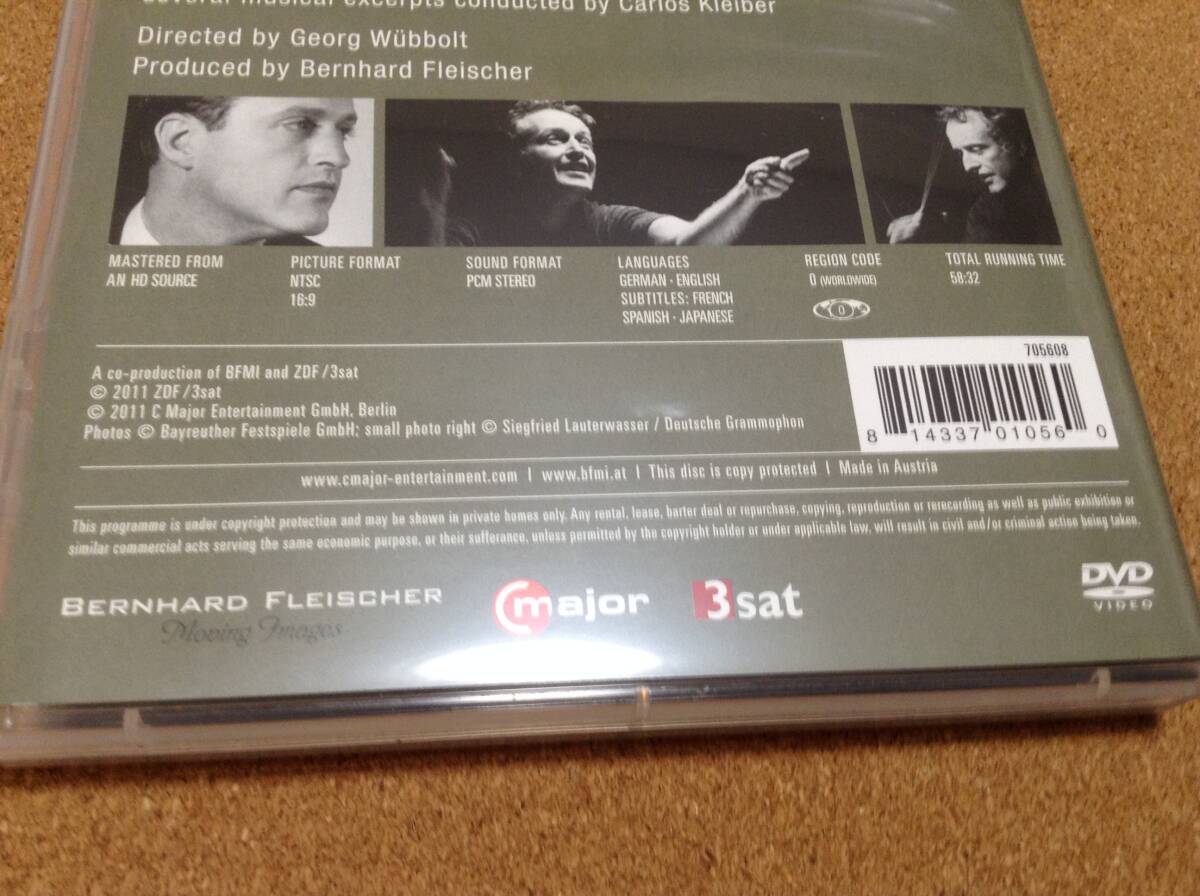 several musical excerpts conducted by Carlos Kleiber
Directed by Georg Wübbolt
Produced by Bernhard Fleischer
MASTERED FROM
AN HD SOURCE
PICTURE FORMAT
NTSC
16:9
SOUND FORMAT
PCM STEREO
LANGUAGES
GERMAN · ENGLISH
SUBTITLES: FRENCH
SPANISH · JAPANESE
REGION CODE
0 (WORLDWIDE)
0
TOTAL RUNNING TIME
58:32
A co-production of BFMI and ZDF/3sat
© 2011 ZDF/3sat
© 2011 C Major Entertainment GmbH, Berlin
Photos © Bayreuther Festspiele GmbH; small photo right © Siegfried Lauterwasser / Deutsche Grammophon
705608
8 14337 01056 0
www.cmajor-entertainment.com | www.bfmi.at | This disc is copy protected | Made in Austria
This programme is under copyright protection and may be shown in private homes only. Any rental, lease, barter deal or repurchase, copying, reproduction or rerecording as well as public exhibition or
similar commercial acts serving the same economic purpose, or their sufferance, unless permitted by the copyright holder or under applicable law, will result in civil and/or criminal action being taken.
BERNHARD FLEISCHER
Moving Images
C major
3sat
DVD
VIDEO